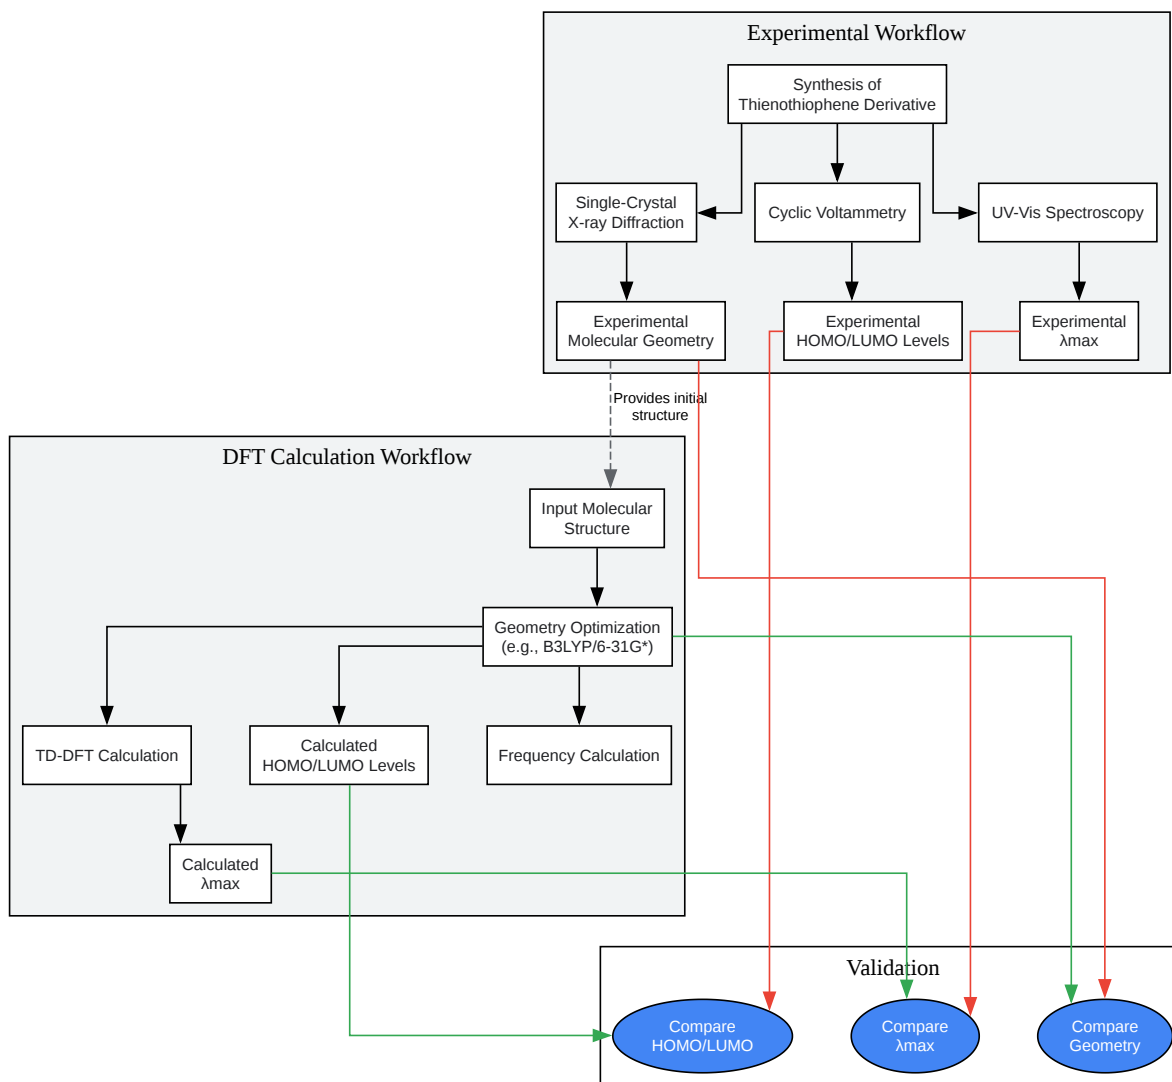 Experimental Workflow
Synthesis of
Thienothiophene Derivative
Single-Crystal
X-ray Diffraction
Cyclic Voltammetry
UV-Vis Spectroscopy
Experimental
Molecular Geometry
Experimental
HOMO/LUMO Levels
Experimental
λmax
Provides initial
structure
DFT Calculation Workflow
Input Molecular
Structure
Geometry Optimization
(e.g., B3LYP/6-31G*)
TD-DFT Calculation
Calculated
HOMO/LUMO Levels
Frequency Calculation
Calculated
λmax
Validation
Compare
HOMO/LUMO
Compare
λmax
Compare
Geometry